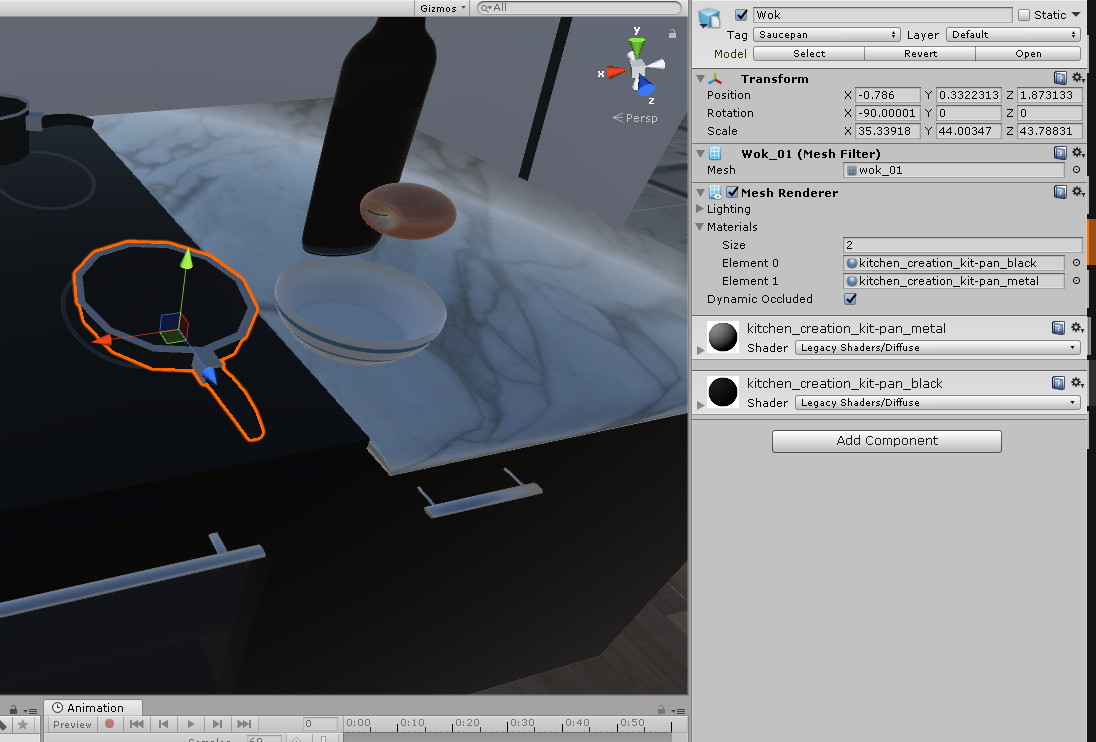 Gizmos All
Wok Static
Tag Saucepan Layer Default
Model Select Revert Open
Transform
Position X -0.786 Y 0.3322313 Z 1.873133
Rotation X -90.00001 Y 0 Z 0
Scale X 35.33918 Y 44.00347 Z 43.78831
Wok_01 (Mesh Filter)
Mesh wok_01
Mesh Renderer
Lighting
Materials
Size 2
Element 0 kitchen_creation_kit-pan_black
Element 1 kitchen_creation_kit-pan_metal
Dynamic Occluded
kitchen_creation_kit-pan_metal
Shader Legacy Shaders/Diffuse
kitchen_creation_kit-pan_black
Shader Legacy Shaders/Diffuse
Add Component
y
x
z
Persp
Animation
Preview 0 0:00 0:10 0:20 0:30 0:40 0:50
Samples 60